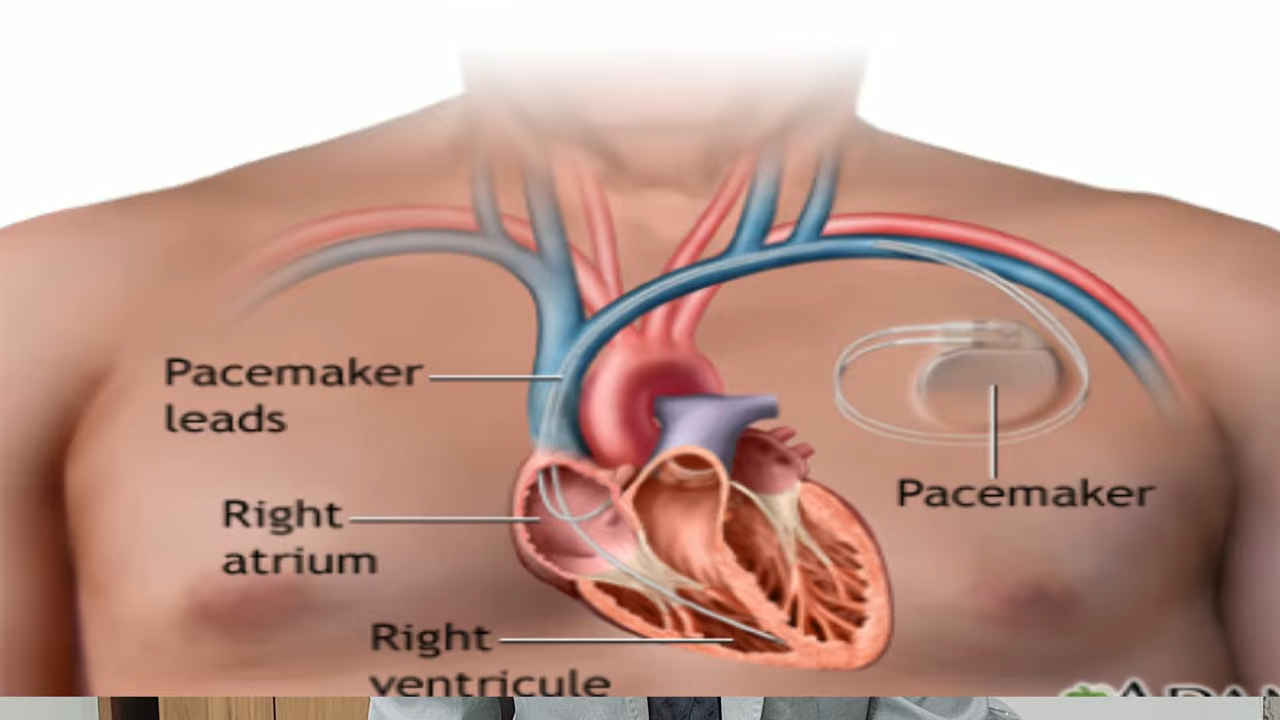 Pacemaker
leads
Right
atrium
Pacemaker
Right
ventricule